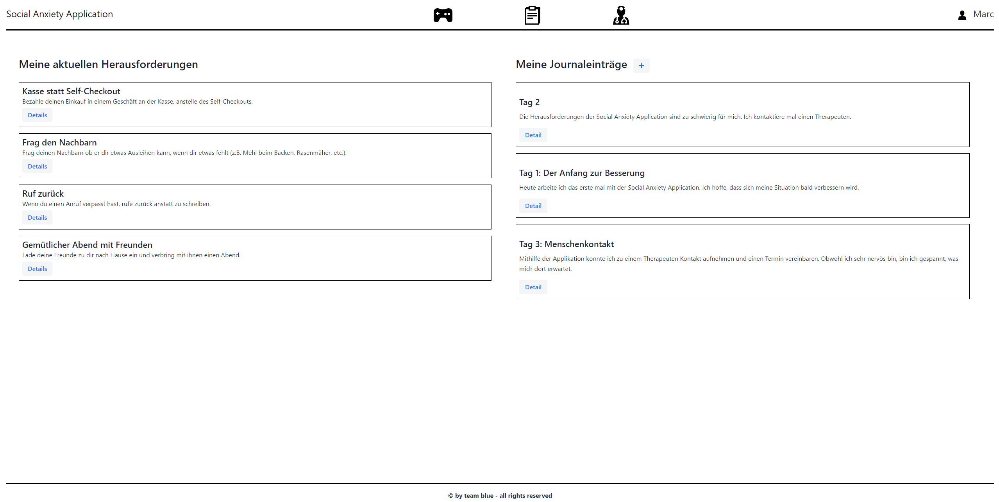 Social Anxiety Application
Marc
Meine aktuellen Herausforderungen
Kasse statt Self-Checkout
Bezahle deinen Einkauf in einem Geschäft an der Kasse, anstelle des Self-Checkouts.
Details
Frag den Nachbarn
Frag deinen Nachbarn ob er dir etwas Ausleihen kann, wenn dir etwas fehlt (z.B. Mehl beim Backen, Rasenmäher, etc.).
Details
Ruf zurück
Wenn du einen Anruf verpasst hast, rufe zurück anstatt zu schreiben.
Details
Gemütlicher Abend mit Freunden
Lade deine Freunde zu dir nach Hause ein und verbring mit ihnen einen Abend.
Details
Meine Journaleinträge +
Tag 2
Die Herausforderungen der Social Anxiety Application sind zu schwierig für mich. Ich kontaktiere mal einen Therapeuten.
Detail
Tag 1: Der Anfang zur Besserung
Heute arbeite ich das erste mal mit der Social Anxiety Application. Ich hoffe, dass sich meine Situation bald verbessern wird.
Detail
Tag 3: Menschenkontakt
Mithilfe der Applikation konnte ich zu einem Therapeuten Kontakt aufnehmen und einen Termin vereinbaren. Obwohl ich sehr nervös bin, bin ich gespannt, was
mich dort erwartet.
Detail
© by team blue - all rights reserved